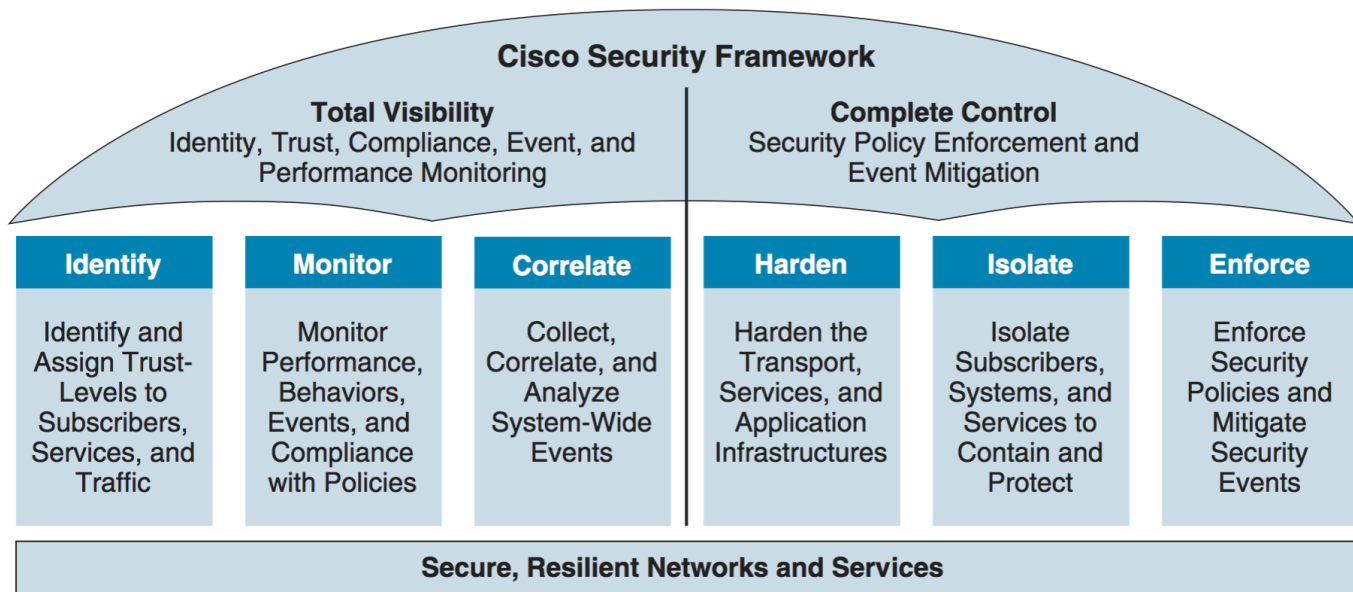 Cisco Security Framework
Total Visibility
Identity, Trust, Compliance, Event, and
Performance Monitoring
Complete Control
Security Policy Enforcement and
Event Mitigation
Identify
Identify and
Assign Trust-
Levels to
Subscribers,
Services, and
Traffic
Monitor
Monitor
Performance,
Behaviors,
Events, and
Compliance
with Policies
Correlate
Collect,
Correlate, and
Analyze
System-Wide
Events
Harden
Harden the
Transport,
Services, and
Application
Infrastructures
Isolate
Isolate
Subscribers,
Systems, and
Services to
Contain and
Protect
Enforce
Enforce
Security
Policies and
Mitigate
Security
Events
Secure, Resilient Networks and Services